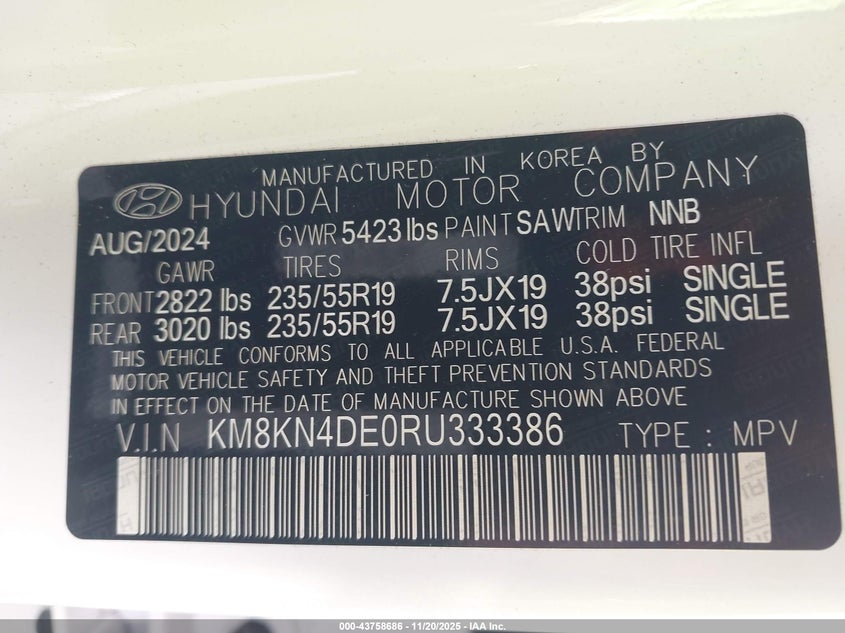 MANUFACTURED IN KOREA BY
HYUNDAI MOTOR COMPANY
AUG/2024 GVWR 5423 lbs PAINT SAW TRIM NNB
GAWR TIRES RIMS COLD TIRE INFL
FRONT 2822 lbs 235/55R19 7.5JX19 38psi SINGLE
REAR 3020 lbs 235/55R19 7.5JX19 38psi SINGLE
THIS VEHICLE CONFORMS TO ALL APPLICABLE U.S.A. FEDERAL
MOTOR VEHICLE SAFETY AND THEFT PREVENTION STANDARDS
IN EFFECT ON THE DATE OF MANUFACTURE SHOWN ABOVE
V.I.N KM8KN4DE0RU333386 TYPE : MPV
000-43758686 - 11/20/2025 - IAA Inc.